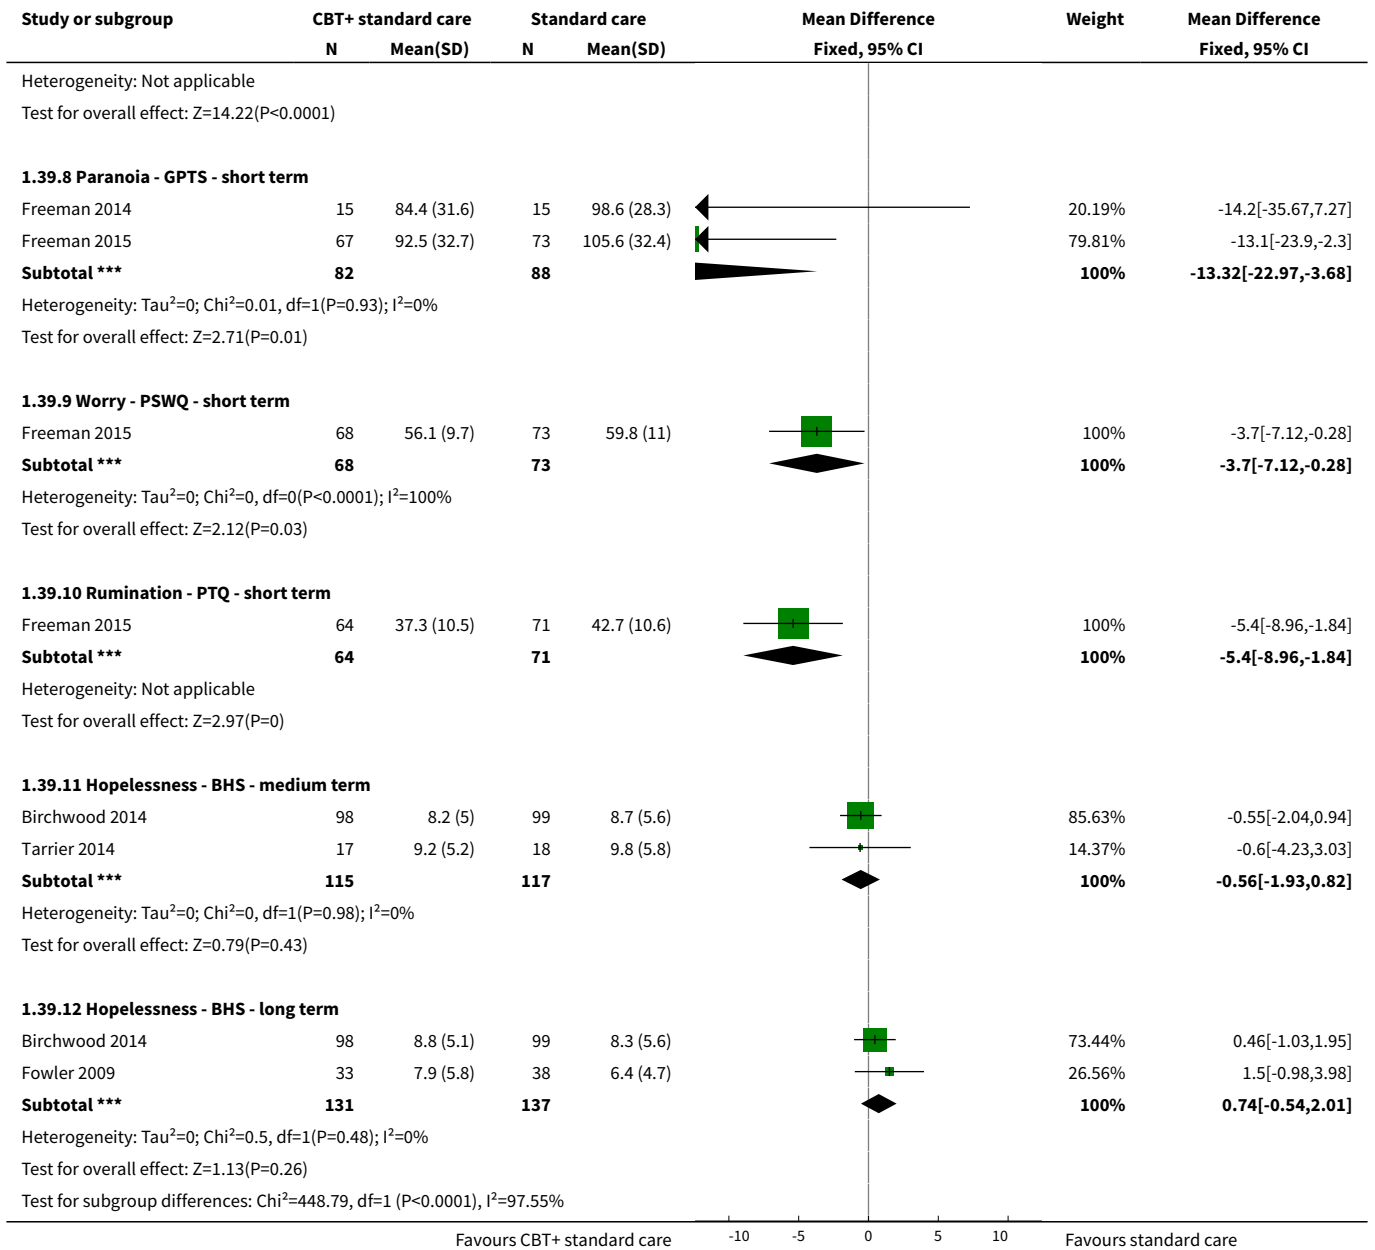 Study or subgroup CBT+ standard care Standard care Mean Difference Weight Mean Difference
N Mean(SD) N Mean(SD) Fixed, 95% CI Fixed, 95% CI
Heterogeneity: Not applicable
Test for overall effect: Z=14.22(P<0.0001)
1.39.8 Paranoia - GPTS - short term
Freeman 2014 15 84.4 (31.6) 15 98.6 (28.3) 20.19% -14.2[-35.67,7.27]
Freeman 2015 67 92.5 (32.7) 73 105.6 (32.4) 79.81% -13.1[-23.9,-2.3]
Subtotal *** 82 88 100% -13.32[-22.97,-3.68]
Heterogeneity: Tau²=0; Chi²=0.01, df=1(P=0.93); I²=0%
Test for overall effect: Z=2.71(P=0.01)
1.39.9 Worry - PSWQ - short term
Freeman 2015 68 56.1 (9.7) 73 59.8 (11) 100% -3.7[-7.12,-0.28]
Subtotal *** 68 73 100% -3.7[-7.12,-0.28]
Heterogeneity: Tau²=0; Chi²=0, df=0(P<0.0001); I²=100%
Test for overall effect: Z=2.12(P=0.03)
1.39.10 Rumination - PTQ - short term
Freeman 2015 64 37.3 (10.5) 71 42.7 (10.6) 100% -5.4[-8.96,-1.84]
Subtotal *** 64 71 100% -5.4[-8.96,-1.84]
Heterogeneity: Not applicable
Test for overall effect: Z=2.97(P=0)
1.39.11 Hopelessness - BHS - medium term
Birchwood 2014 98 8.2 (5) 99 8.7 (5.6) 85.63% -0.55[-2.04,0.94]
Tarrier 2014 17 9.2 (5.2) 18 9.8 (5.8) 14.37% -0.6[-4.23,3.03]
Subtotal *** 115 117 100% -0.56[-1.93,0.82]
Heterogeneity: Tau²=0; Chi²=0, df=1(P=0.98); I²=0%
Test for overall effect: Z=0.79(P=0.43)
1.39.12 Hopelessness - BHS - long term
Birchwood 2014 98 8.8 (5.1) 99 8.3 (5.6) 73.44% 0.46[-1.03,1.95]
Fowler 2009 33 7.9 (5.8) 38 6.4 (4.7) 26.56% 1.5[-0.98,3.98]
Subtotal *** 131 137 100% 0.74[-0.54,2.01]
Heterogeneity: Tau²=0; Chi²=0.5, df=1(P=0.48); I²=0%
Test for overall effect: Z=1.13(P=0.26)
Test for subgroup differences: Chi²=448.79, df=1 (P<0.0001), I²=97.55%
Favours CBT+ standard care -10 -5 0 5 10 Favours standard care